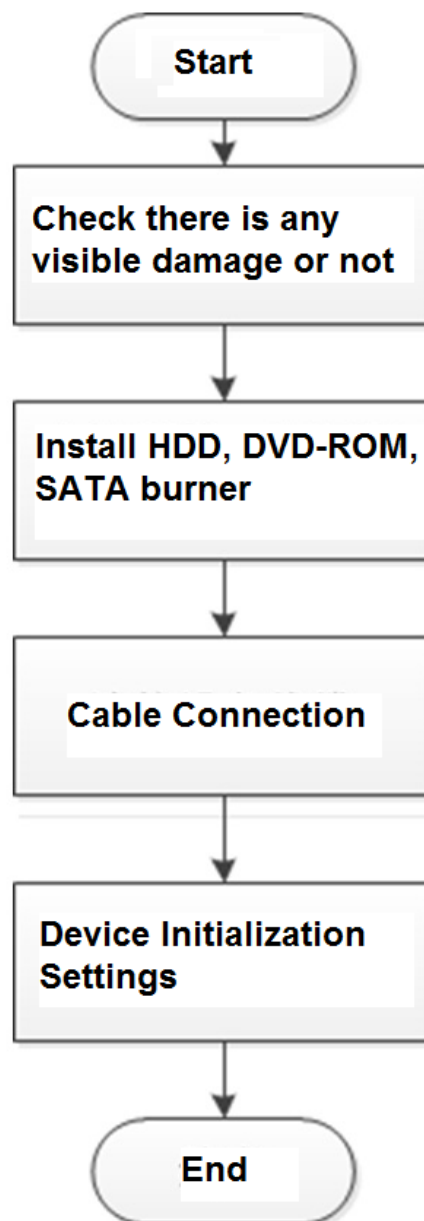 Start
Check there is any
visible damage or not
Install HDD, DVD-ROM,
SATA burner
Cable Connection
Device Initialization
Settings
End